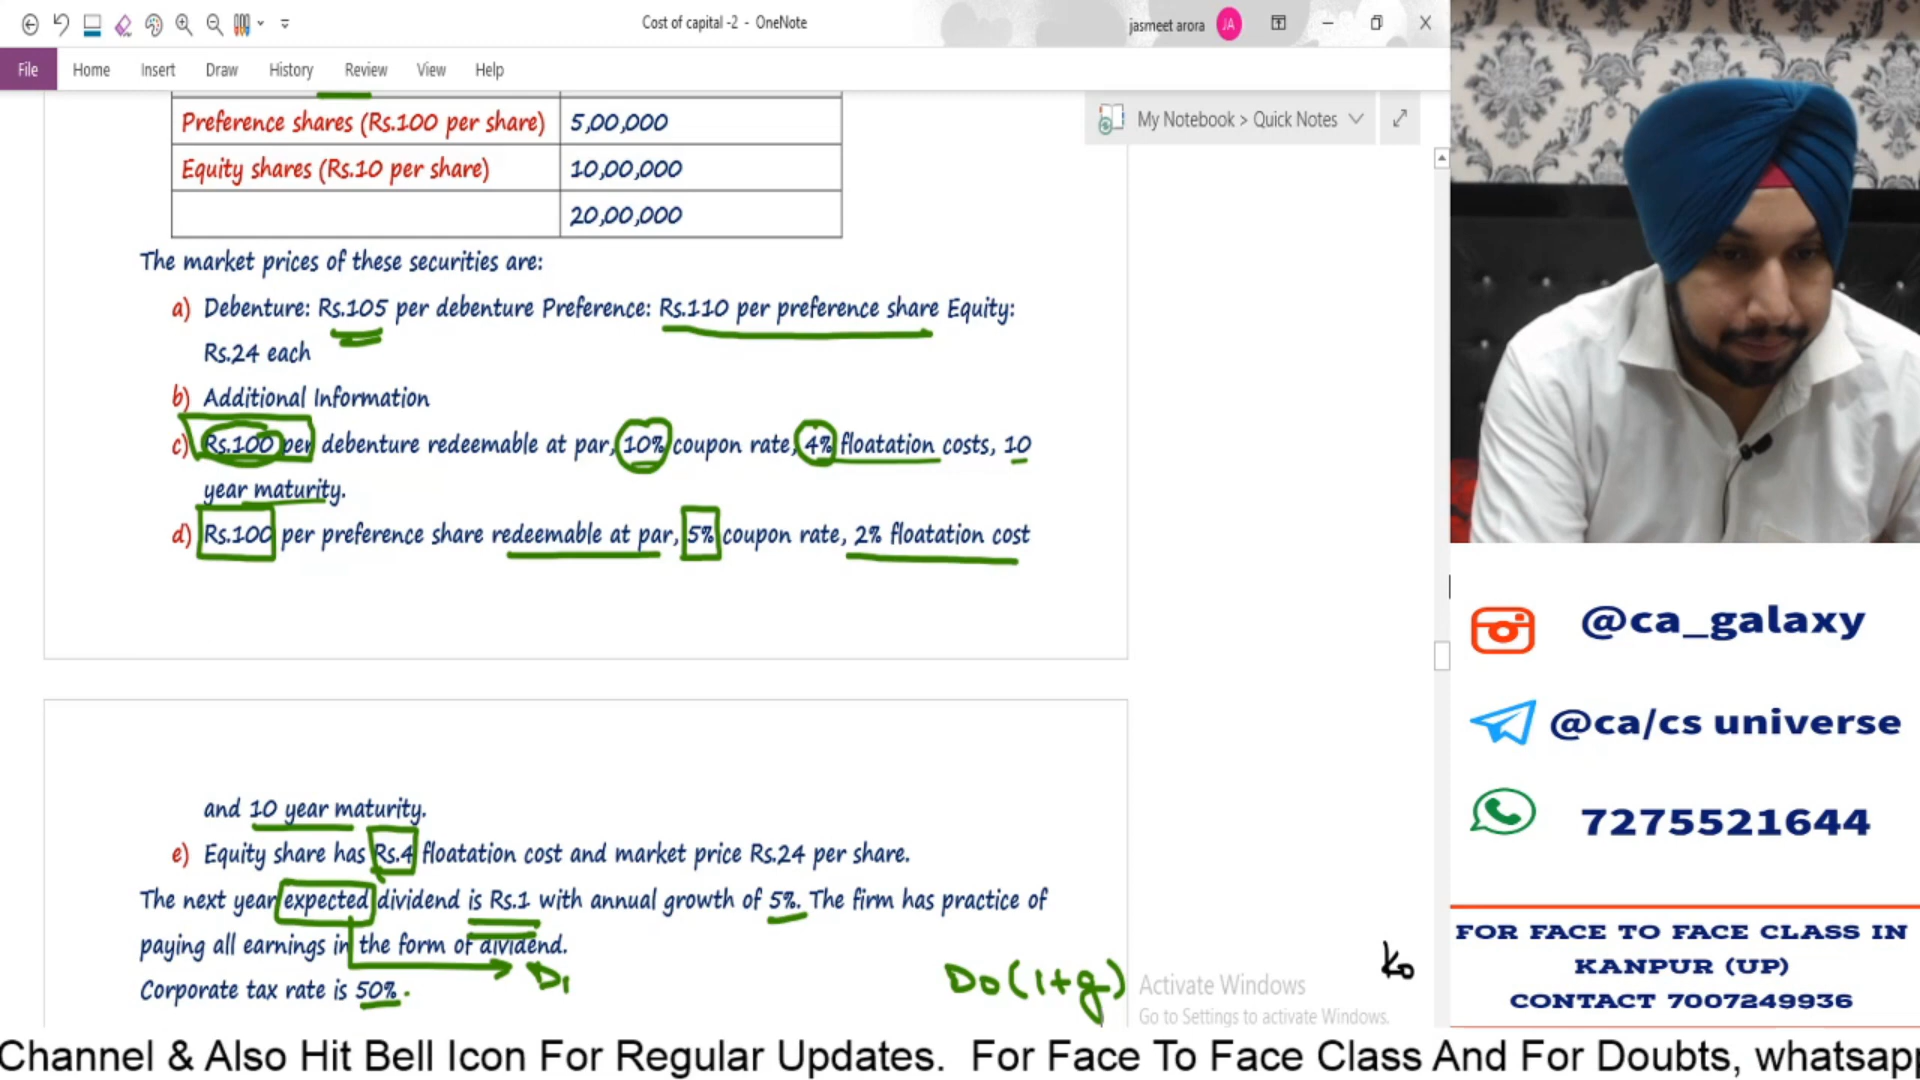 Cost of capital -2 - OneNote
jasmeet arora JA
File Home Insert Draw History Review View Help
My Notebook > Quick Notes
Preference shares (Rs.100 per share) 5,00,000
Equity shares (Rs.10 per share) 10,00,000
20,00,000
The market prices of these securities are:
a) Debenture: Rs.105 per debenture Preference: Rs.110 per preference share Equity:
Rs.24 each
b) Additional Information
c) Rs.100 per debenture redeemable at par, 10% coupon rate, 4% floatation costs, 10
year maturity.
d) Rs.100 per preference share redeemable at par, 5% coupon rate, 2% floatation cost
and 10 year maturity.
e) Equity share has Rs.4 floatation cost and market price Rs.24 per share.
The next year expected dividend is Rs.1 with annual growth of 5%. The firm has practice of
paying all earnings in the form of dividend.
D1
Corporate tax rate is 50%.
Do(1+g)
Ko
Activate Windows
Go to Settings to activate Windows.
@ca_galaxy
@ca/cs universe
7275521644
FOR FACE TO FACE CLASS IN
KANPUR (UP)
CONTACT 7007249936
Channel & Also Hit Bell Icon For Regular Updates. For Face To Face Class And For Doubts, whatsapp